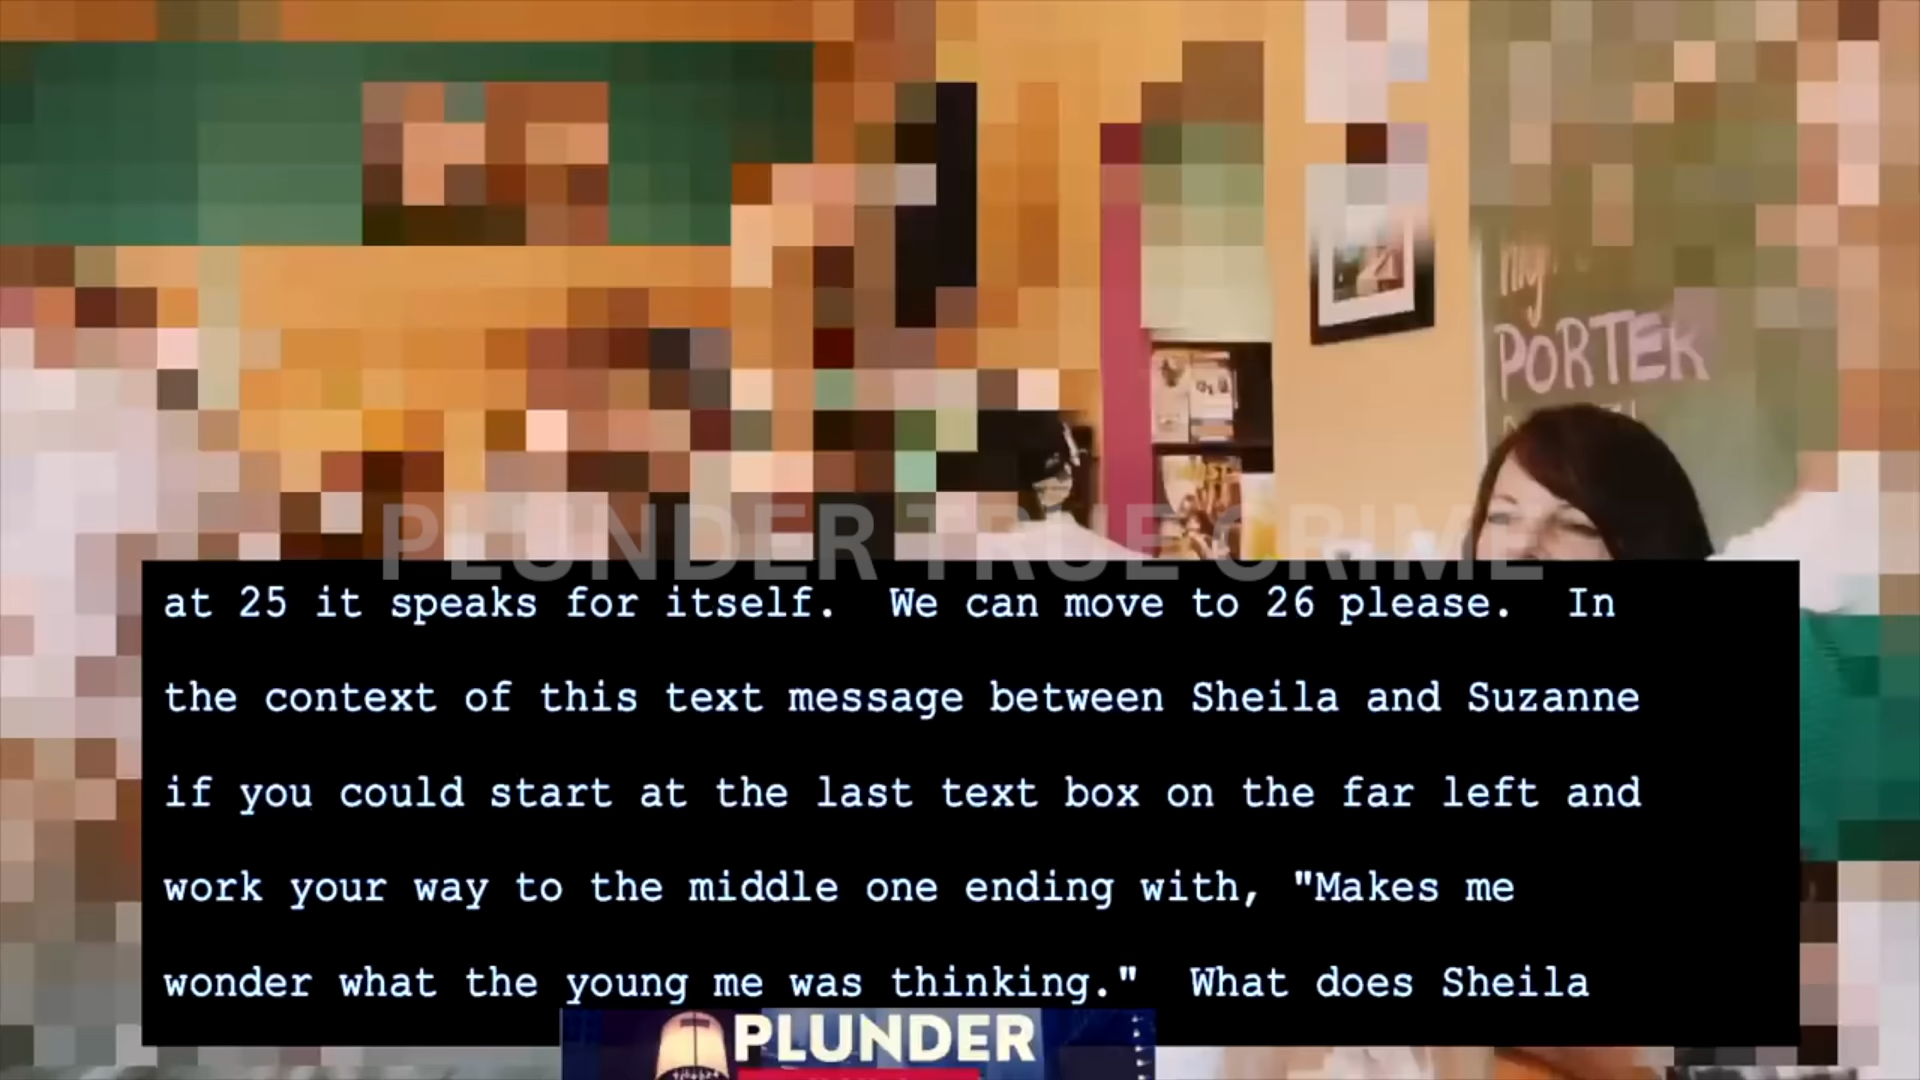 PORTER
PLUNDER TRUE CRIME
at 25 it speaks for itself.  We can move to 26 please.  In
the context of this text message between Sheila and Suzanne
if you could start at the last text box on the far left and
work your way to the middle one ending with, "Makes me
wonder what the young me was thinking."  What does Sheila
PLUNDER